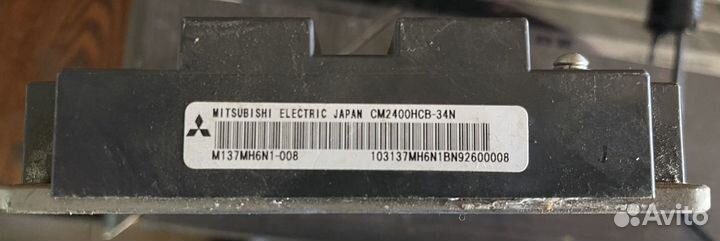 MITSUBISHI ELECTRIC JAPAN CM2400HCB-34N
M137MH6N1-008 103137MH6N1BN92600008
Avito